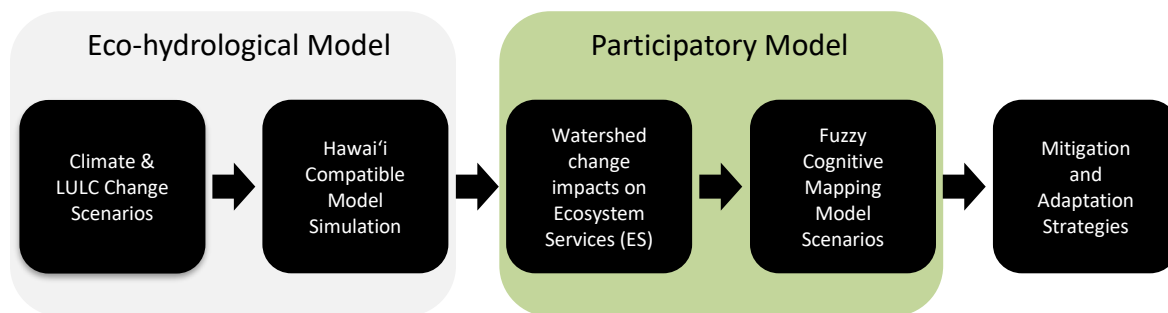 Eco-hydrological Model
Participatory Model
Climate &
LULC Change
Scenarios
Hawai‘i
Compatible
Model
Simulation
Watershed
change
impacts on
Ecosystem
Services (ES)
Fuzzy
Cognitive
Mapping
Model
Scenarios
Mitigation
and
Adaptation
Strategies